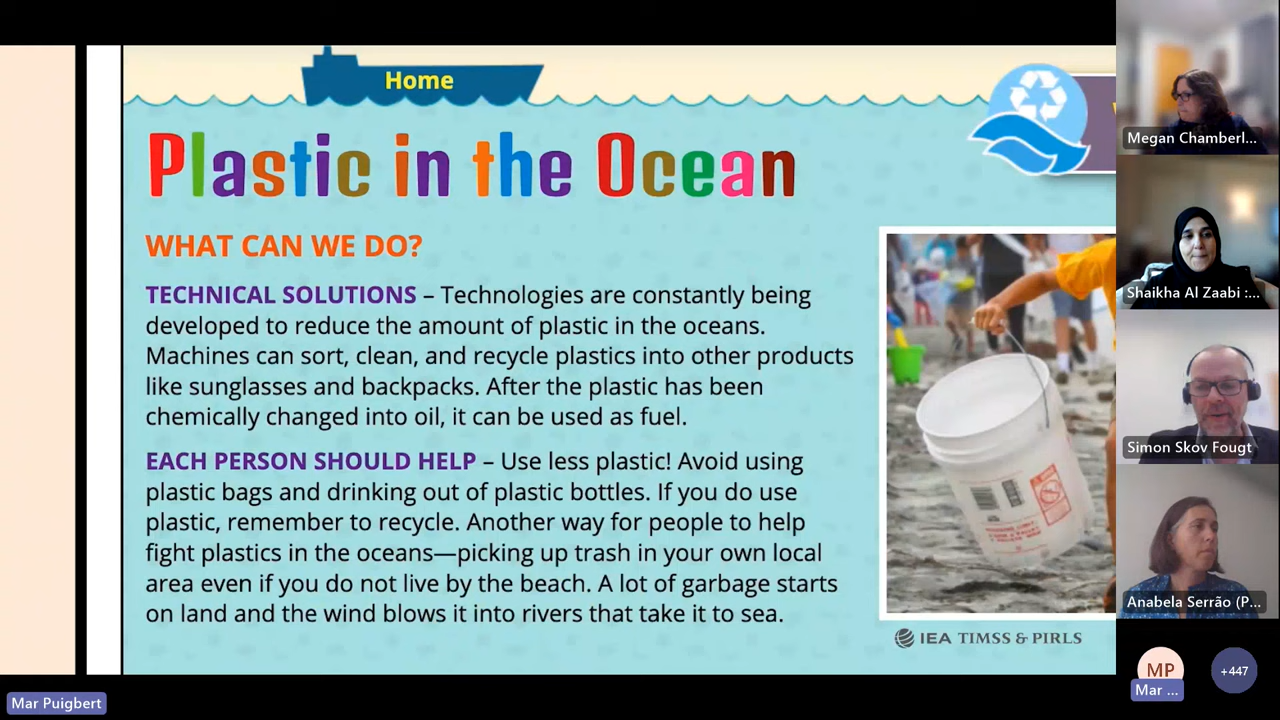 Home
Plastic in the Ocean
WHAT CAN WE DO?
TECHNICAL SOLUTIONS – Technologies are constantly being
developed to reduce the amount of plastic in the oceans.
Machines can sort, clean, and recycle plastics into other products
like sunglasses and backpacks. After the plastic has been
chemically changed into oil, it can be used as fuel.
EACH PERSON SHOULD HELP – Use less plastic! Avoid using
plastic bags and drinking out of plastic bottles. If you do use
plastic, remember to recycle. Another way for people to help
fight plastics in the oceans—picking up trash in your own local
area even if you do not live by the beach. A lot of garbage starts
on land and the wind blows it into rivers that take it to sea.
IEA TIMSS & PIRLS
Megan Chamberl...
Shaikha Al Zaabi :...
Simon Skov Fougt
Anabela Serrão (P...
MP
Mar ...
+447
Mar Puigbert